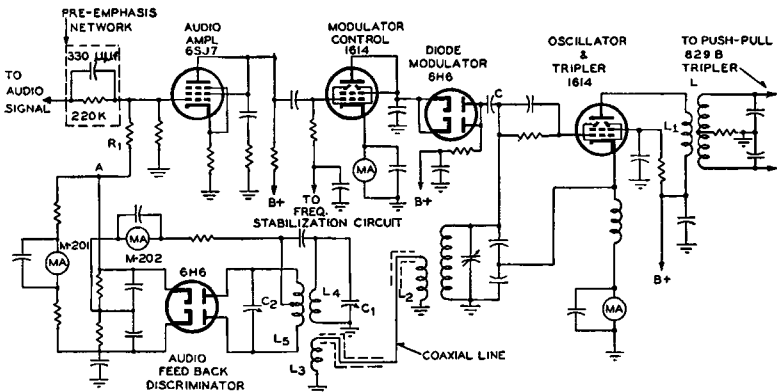 PRE-EMPHASIS
NETWORK
330 µµf
220K
TO
AUDIO
SIGNAL
R1
AUDIO
AMPL
6SJ7
MODULATOR
CONTROL
1614
DIODE
MODULATOR
6H6
C
OSCILLATOR
&
TRIPLER
1614
TO PUSH-PULL
829 B
TRIPLER
L
L1
A
MA
B+
TO
FREQ.
STABILIZATION CIRCUIT
B+
B+
MA
M-201
MA
MA
M-202
6H6
C2
L4
C1
L5
L3
L2
COAXIAL LINE
MA
AUDIO
FEED BACK
DISCRIMINATOR